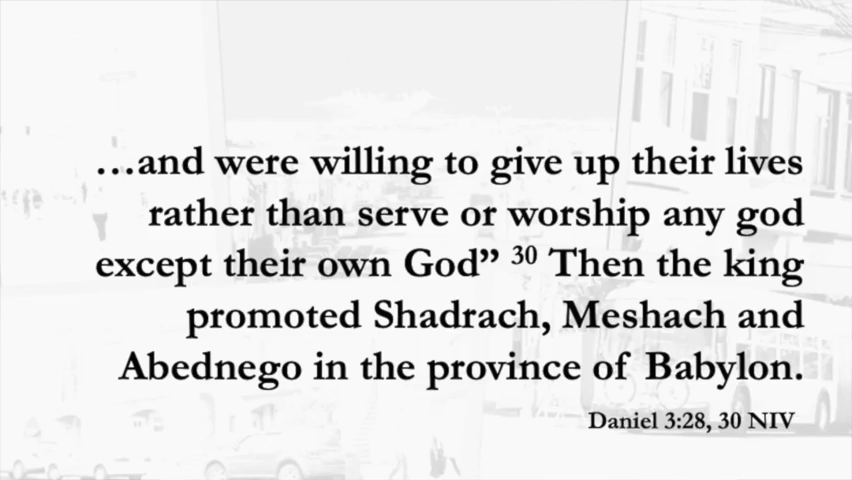 …and were willing to give up their lives
rather than serve or worship any god
except their own God” ³⁰ Then the king
promoted Shadrach, Meshach and
Abednego in the province of Babylon.
Daniel 3:28, 30 NIV